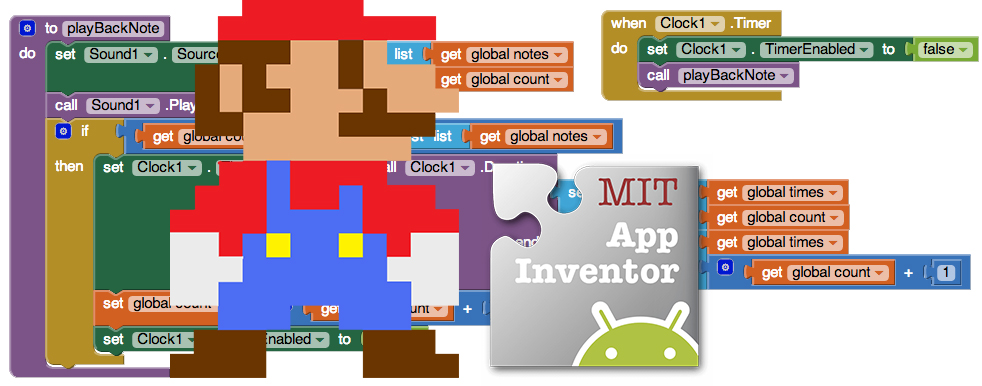 to playBackNote
do set Sound1 . Source list get global notes
get global count
call Sound1 .Play
if get global list get global notes
then set Clock1 . Clock1
set global get count +
set Clock1 Enabled to
when Clock1 .Timer
do set Clock1 . TimerEnabled to false
call playBackNote
get global times
get global count
get global times
get global count + 1
MIT
App
Inventor